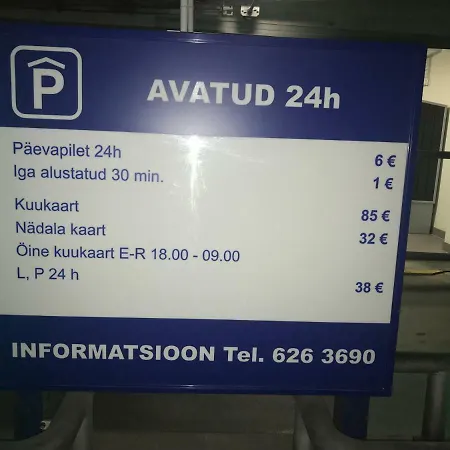 P
AVATUD 24h
Päevapilet 24h 6 €
Iga alustatud 30 min. 1 €
Kuukaart 85 €
Nädala kaart 32 €
Öine kuukaart E-R 18.00 - 09.00
L, P 24 h 38 €
INFORMATSIOON Tel. 626 3690